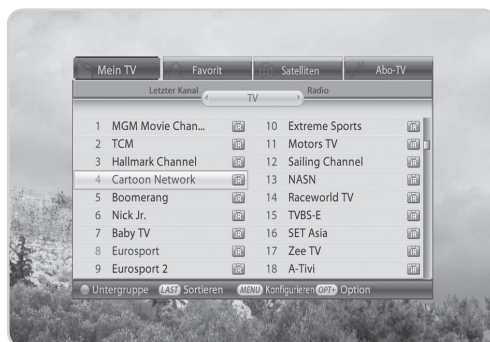 Mein TV Favorit Satelliten Abo-TV
Letzter Kanal TV Radio
1 MGM Movie Chan... 10 Extreme Sports
2 TCM 11 Motors TV
3 Hallmark Channel 12 Sailing Channel
4 Cartoon Network 13 NASN
5 Boomerang 14 Raceworld TV
6 Nick Jr. 15 TVBS-E
7 Baby TV 16 SET Asia
8 Eurosport 17 Zee TV
9 Eurosport 2 18 A-Tivi
Untergruppe LAST Sortieren MENU Konfigurieren OPT+ Option